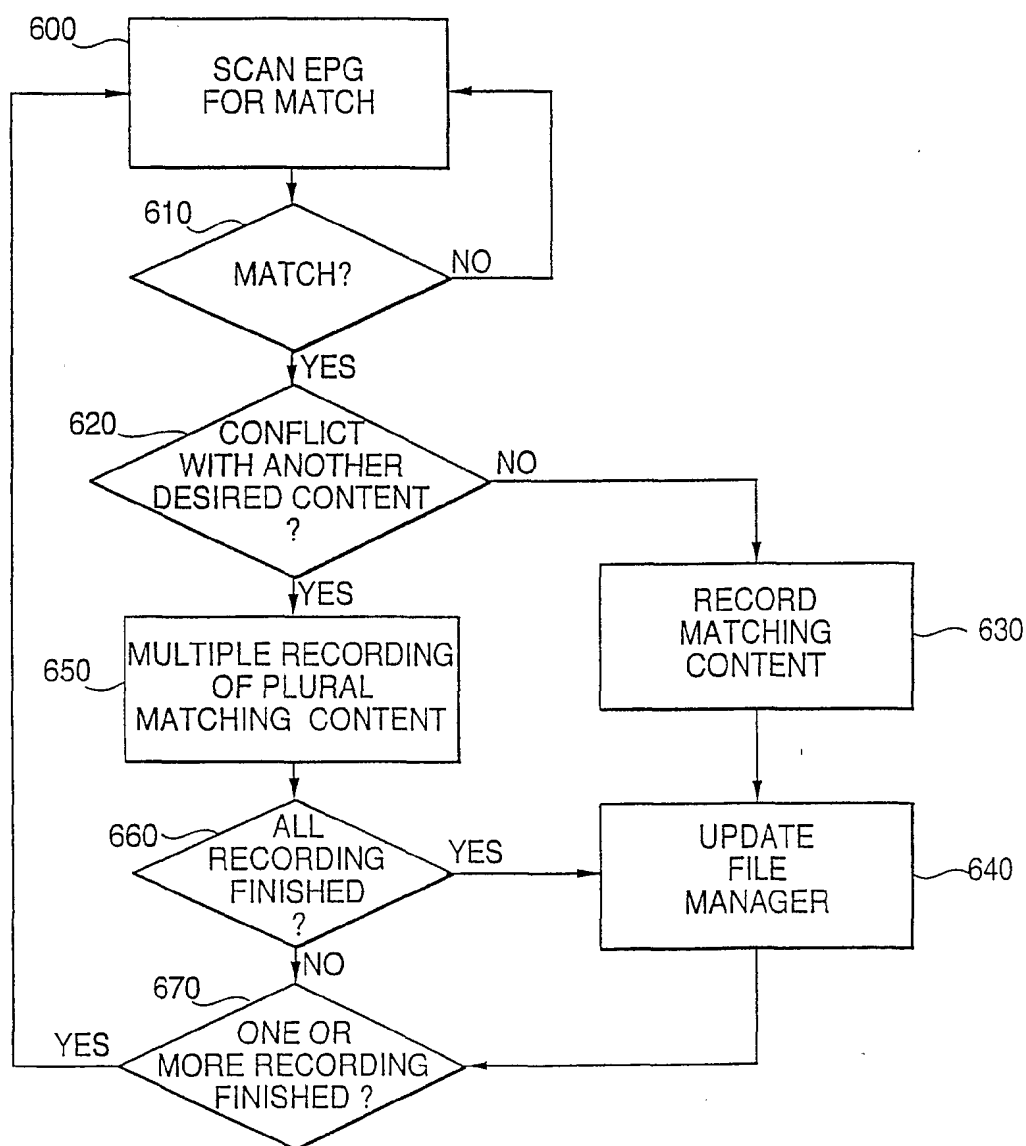 600
SCAN EPG
FOR MATCH
610
MATCH?
NO
YES
620
CONFLICT
WITH ANOTHER
DESIRED CONTENT
?
NO
YES
RECORD
MATCHING
CONTENT
630
650
MULTIPLE RECORDING
OF PLURAL
MATCHING CONTENT
660
ALL
RECORDING
FINISHED
?
YES
UPDATE
FILE
MANAGER
640
NO
670
YES
ONE OR
MORE RECORDING
FINISHED ?